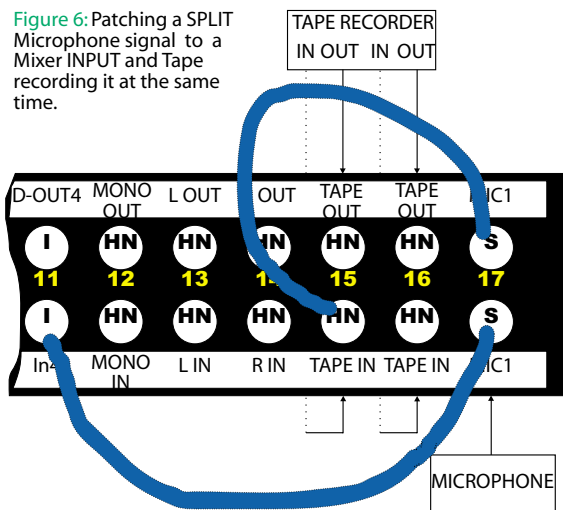 Figure 6: Patching a SPLIT
Microphone signal to a
Mixer INPUT and Tape
recording it at the same
time.
TAPE RECORDER
IN OUT IN OUT
D-OUT4 MONO OUT L OUT OUT TAPE OUT TAPE OUT
I HN HN HN HN HN S
11 12 13 14 15 16 17
I HN HN HN HN HN S
In4 MONO IN L IN R IN TAPE IN TAPE IN
MICROPHONE